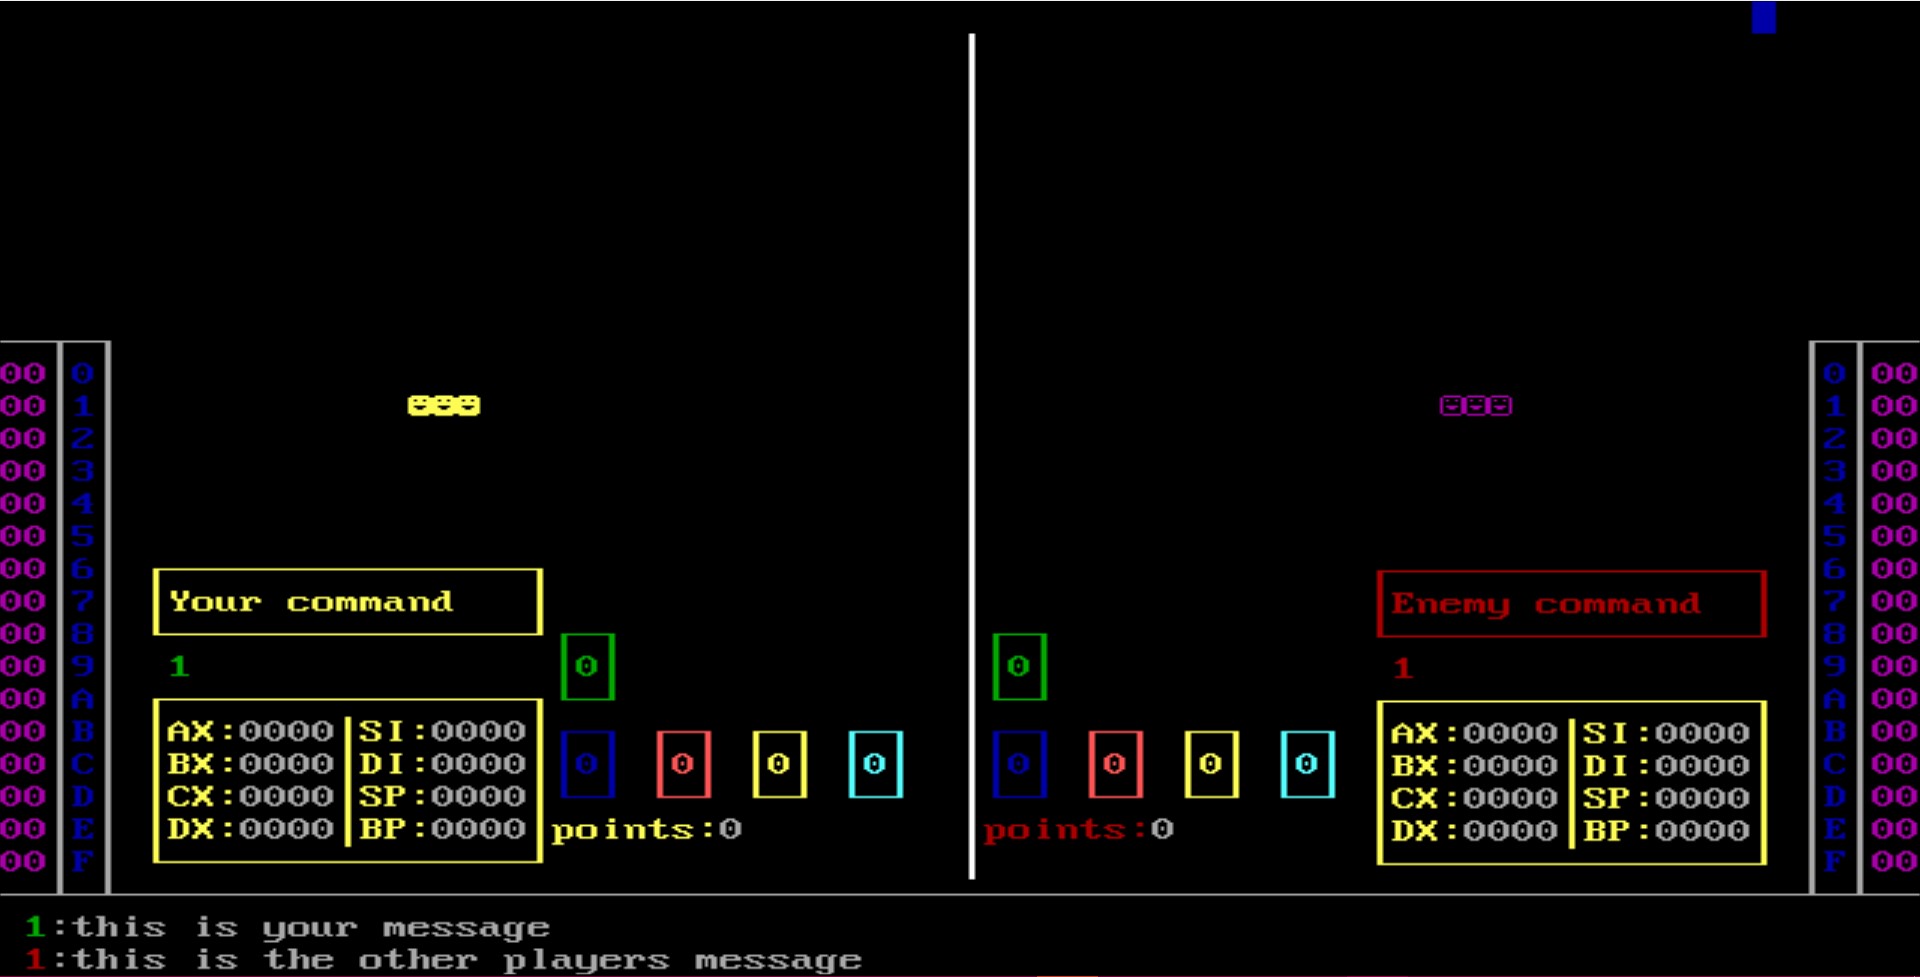 00 0 0 00
00 1 1 00
00 2 2 00
00 3 3 00
00 4 4 00
00 5 5 00
00 6 6 00
00 7 7 00
00 8 8 00
00 9 9 00
00 A A 00
00 B B 00
00 C C 00
00 D D 00
00 E E 00
00 F F 00
Your command
1
0
AX:0000 SI:0000
BX:0000 DI:0000
CX:0000 SP:0000
DX:0000 BP:0000
0 0 0 0
points:0
Enemy command
1
0
0 0 0 0
points:0
AX:0000 SI:0000
BX:0000 DI:0000
CX:0000 SP:0000
DX:0000 BP:0000
1:this is your message
1:this is the other players message